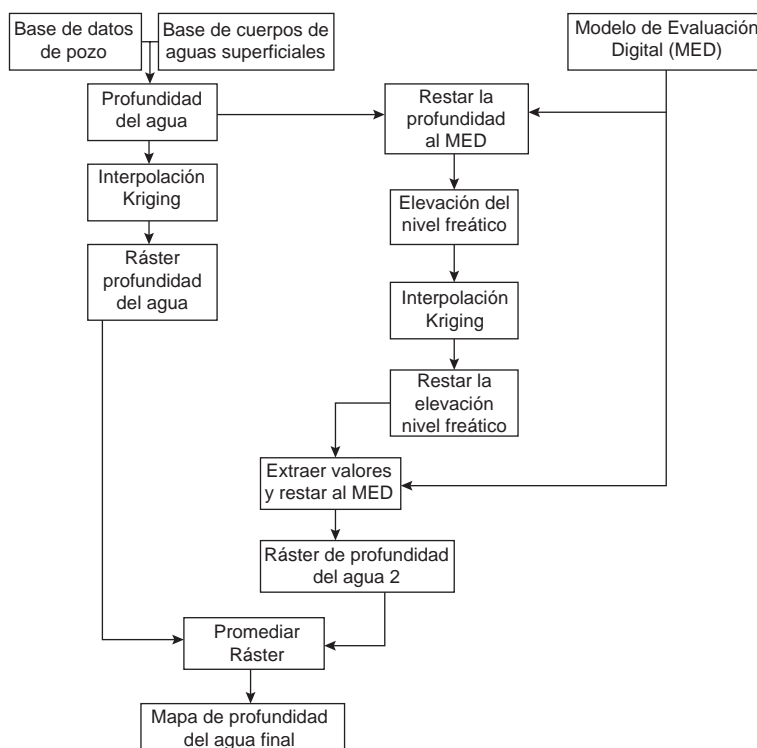 Base de datos
de pozo
Base de cuerpos de
aguas superficiales
Modelo de Evaluación
Digital (MED)
Profundidad
del agua
Restar la
profundidad
al MED
Interpolación
Kriging
Elevación del
nivel freático
Ráster
profundidad
del agua
Interpolación
Kriging
Restar la
elevación
nivel freático
Extraer valores
y restar al MED
Ráster de profundidad
del agua 2
Promediar
Ráster
Mapa de profundidad
del agua final